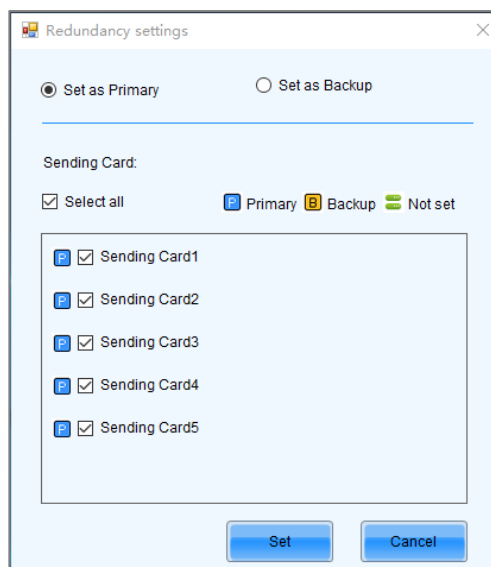 Redundancy settings
Set as Primary Set as Backup
Sending Card:
Select all P Primary B Backup Not set
P Sending Card1
P Sending Card2
P Sending Card3
P Sending Card4
P Sending Card5
Set Cancel